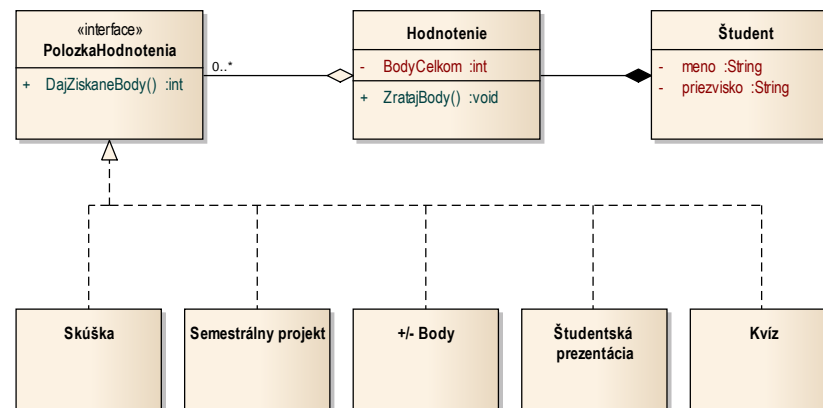 «interface»
PolozkaHodnotenia
+ DajZiskaneBody() :int
0..*
Hodnotenie
- BodyCelkom :int
+ ZratajBody() :void
Študent
- meno :String
- priezvisko :String
Skúška
Semestrálny projekt
+/- Body
Študentská
prezentácia
Kvíz